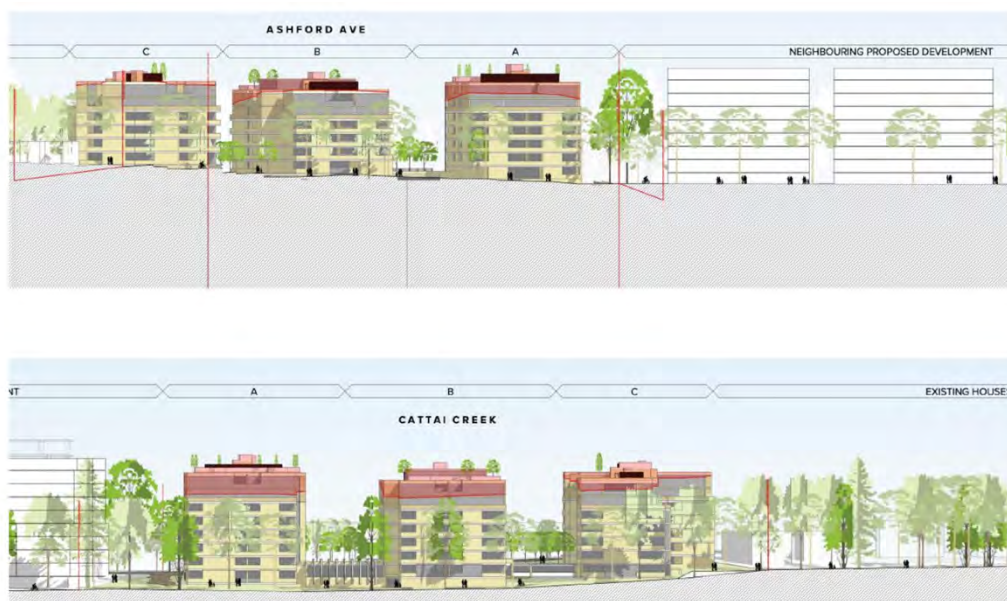 ASHFORD AVE
C B A NEIGHBOURING PROPOSED DEVELOPMENT
NT A B C EXISTING HOUSE
CATTAI CREEK